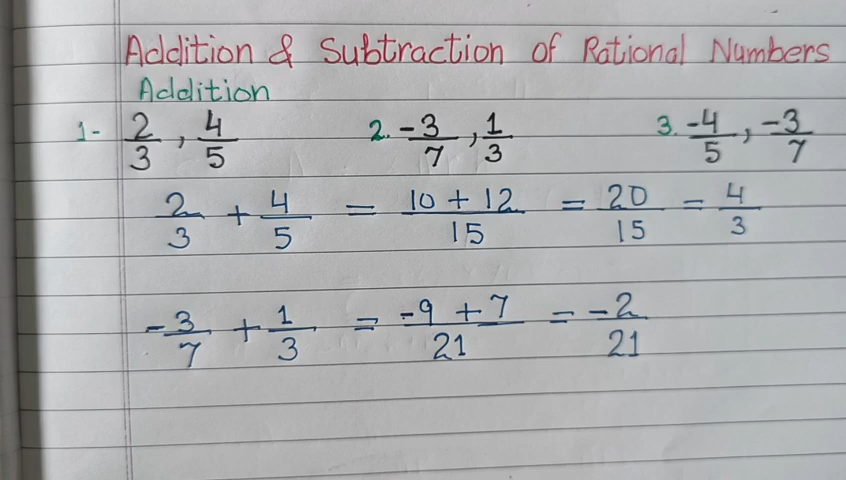 Addition & Subtraction of Rational Numbers
Addition
1- 2/3, 4/5 2. -3/7, 1/3 3. -4/5, -3/7
2/3 + 4/5 = 10 + 12/15 = 20/15 = 4/3
-3/7 + 1/3 = -9 + 7/21 = -2/21